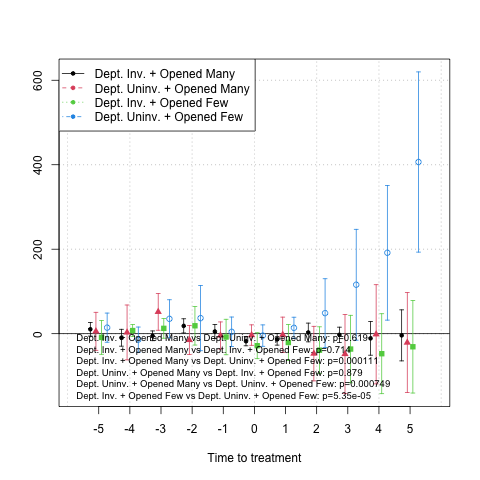 Dept. Inv. + Opened Many
Dept. Uninv. + Opened Many
Dept. Inv. + Opened Few
Dept. Uninv. + Opened Few
600
400
200
0
Dept. Inv. + Opened Many vs Dept. Uninv. + Opened Many: p=0.619
Dept. Inv. + Opened Many vs Dept. Inv. + Opened Few: p=0.714
Dept. Inv. + Opened Many vs Dept. Uninv. + Opened Few: p=0.000111
Dept. Uninv. + Opened Many vs Dept. Inv. + Opened Few: p=0.879
Dept. Uninv. + Opened Many vs Dept. Uninv. + Opened Few: p=0.000749
Dept. Inv. + Opened Few vs Dept. Uninv. + Opened Few: p=5.35e-05
-5 -4 -3 -2 -1 0 1 2 3 4 5
Time to treatment